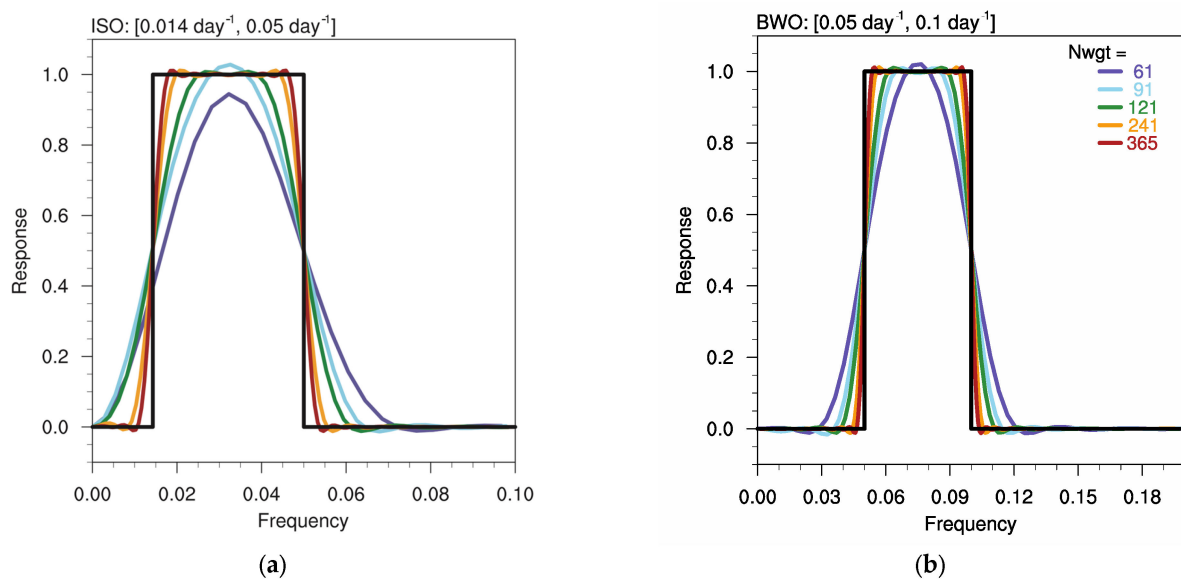 ISO: [0.014 day⁻¹, 0.05 day⁻¹]
1.0
0.8
0.6
0.4
0.2
0.0
Response
0.00 0.02 0.04 0.06 0.08 0.10
Frequency
(a)
BWO: [0.05 day⁻¹, 0.1 day⁻¹]
Nwgt =
61
91
121
241
365
1.0
0.8
0.6
0.4
0.2
0.0
Response
0.00 0.03 0.06 0.09 0.12 0.15 0.18
Frequency
(b)